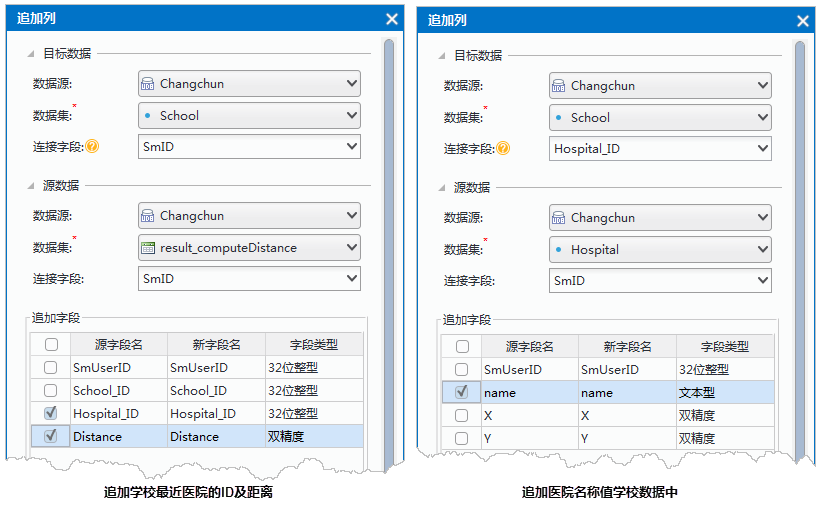 追加列
目标数据
数据源: Changchun
数据集:* School
连接字段:? SmID
源数据
数据源: Changchun
数据集:* result_computeDistance
连接字段: SmID
追加字段
源字段名 新字段名 字段类型
SmUserID SmUserID 32位整型
School_ID School_ID 32位整型
Hospital_ID Hospital_ID 32位整型
Distance Distance 双精度
追加学校最近医院的ID及距离
追加列
目标数据
数据源: Changchun
数据集:* School
连接字段:? Hospital_ID
源数据
数据源: Changchun
数据集:* Hospital
连接字段: SmID
追加字段
源字段名 新字段名 字段类型
SmUserID SmUserID 32位整型
name name 文本型
X X 双精度
Y Y 双精度
追加医院名称值学校数据中